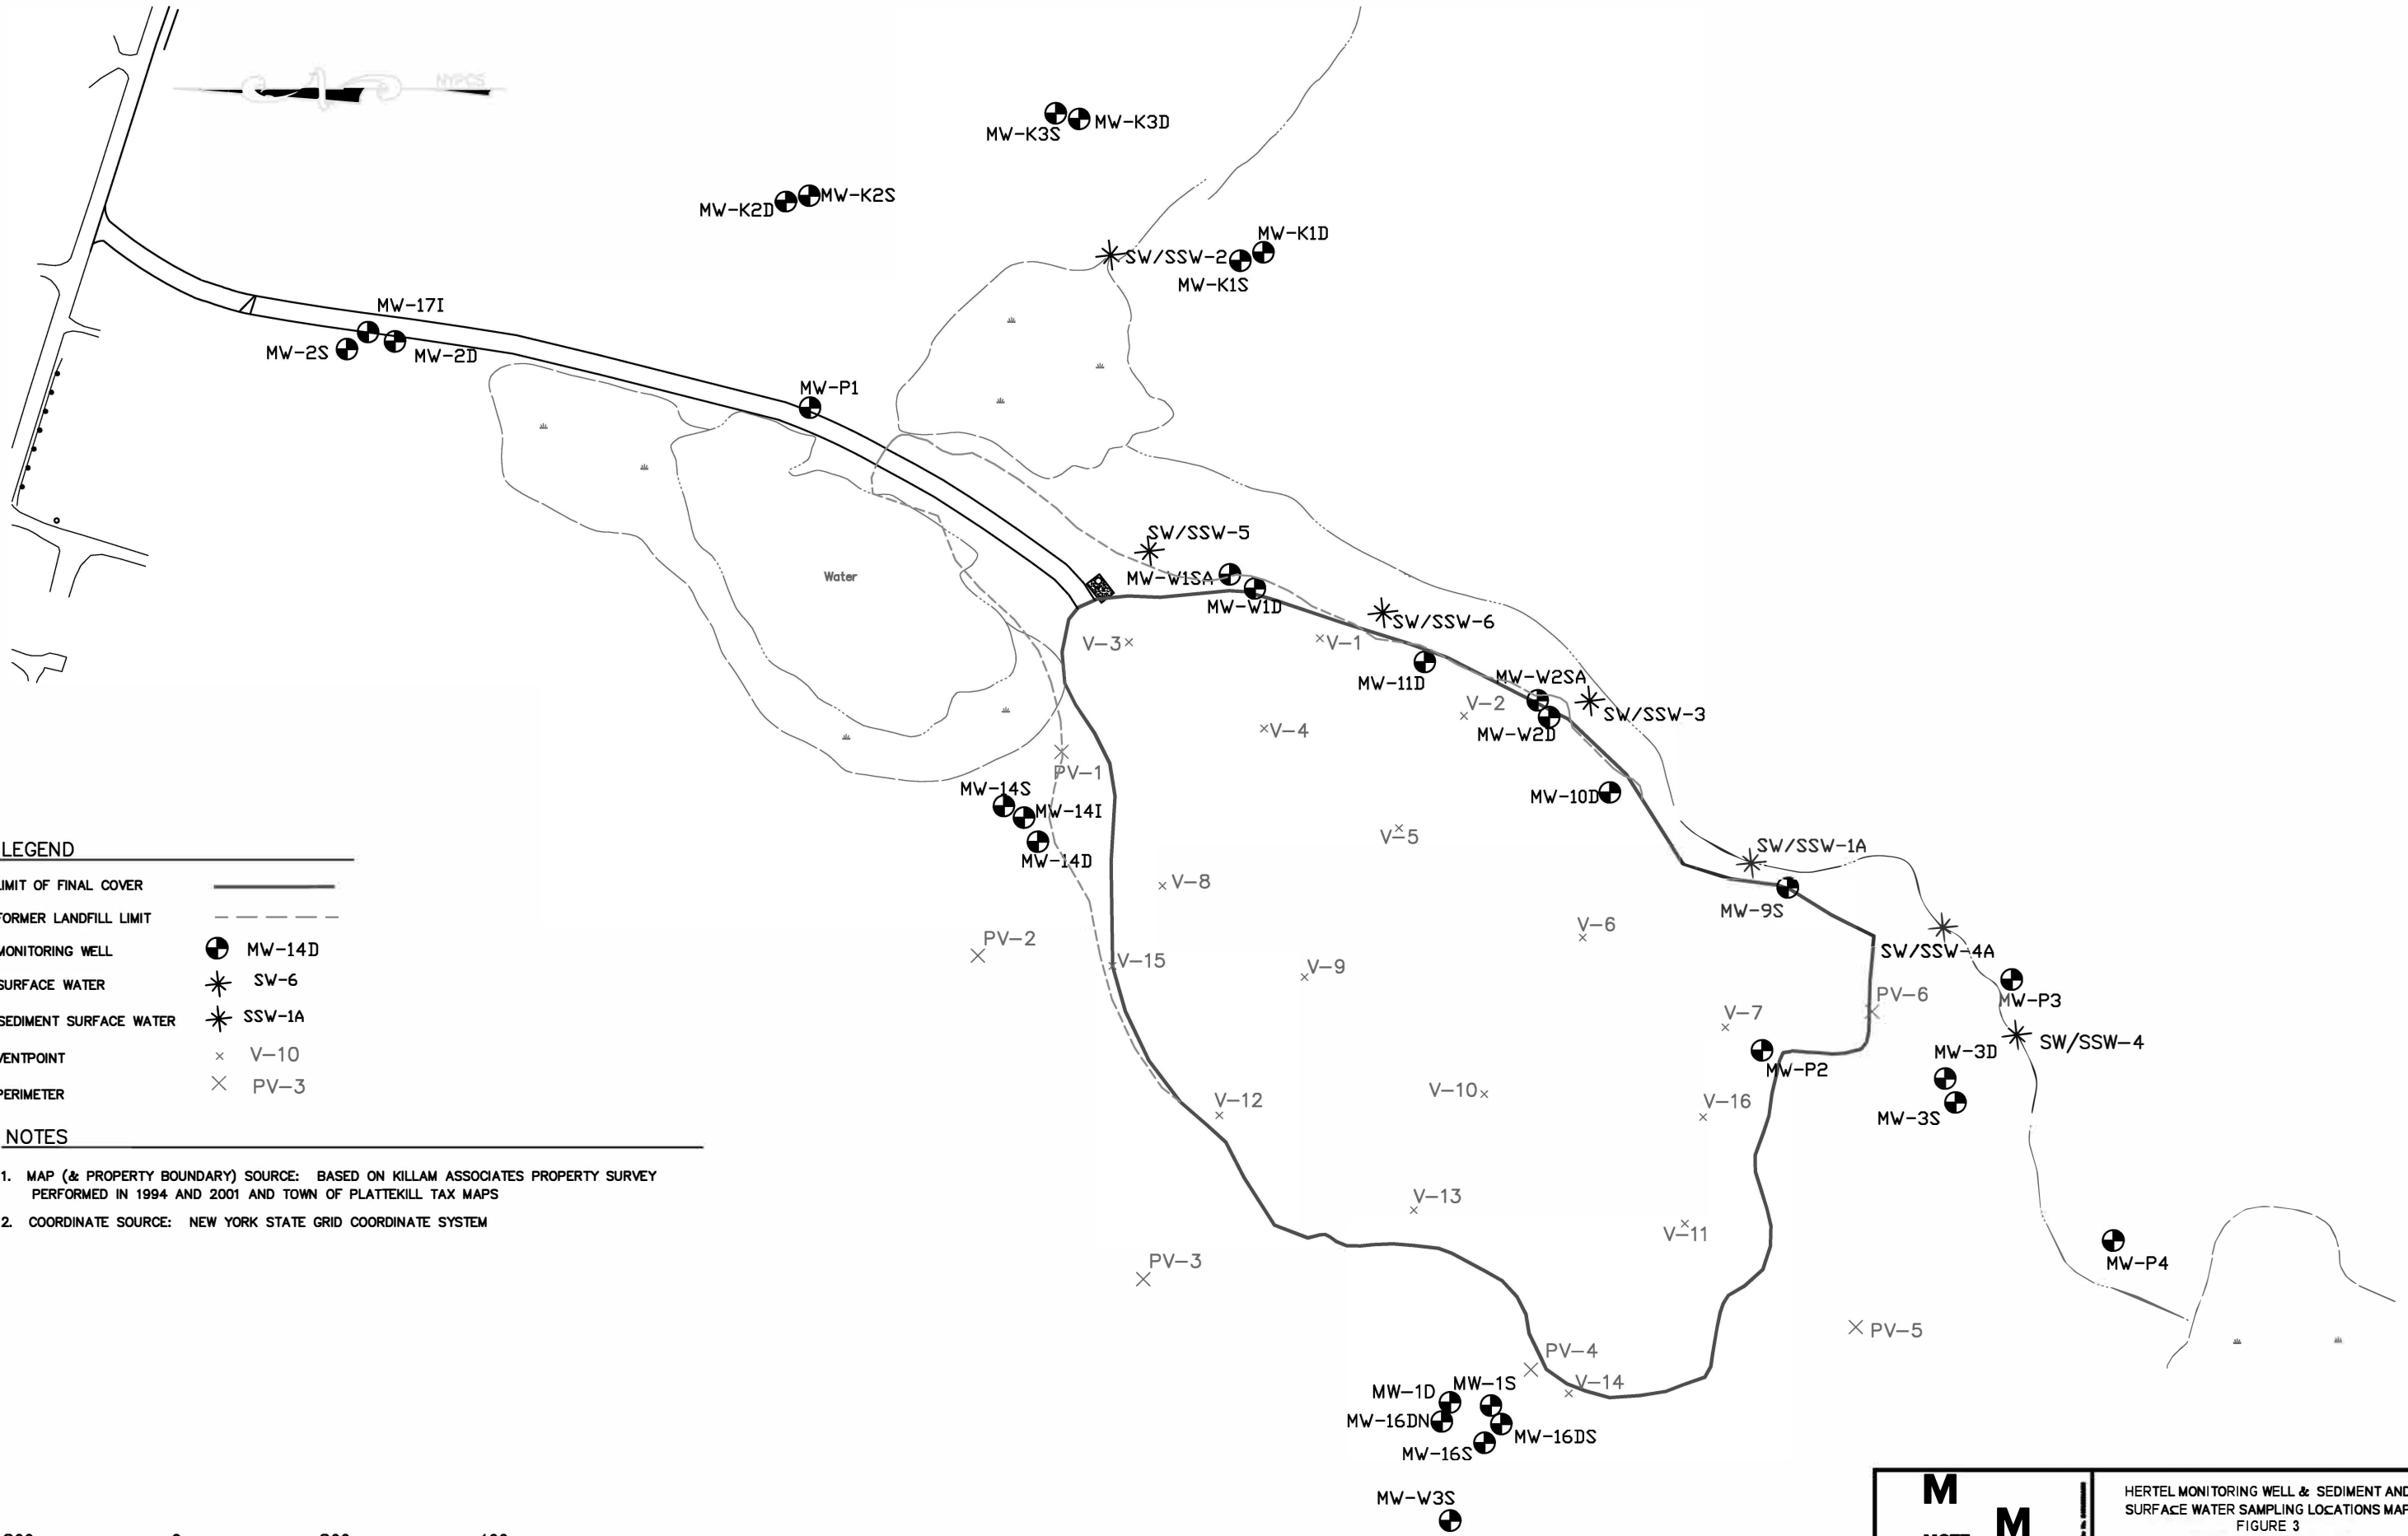 NYPCS
MW-K3S
MW-K3D
MW-K2D
MW-K2S
MW-K1D
SW/SSW-2
MW-K1S
MW-17I
MW-2S
MW-2D
MW-P1
SW/SSW-5
MW-W1SA
Water
MW-W1D
SW/SSW-6
V-3
V-1
MW-11D
MW-W2SA
V-2
SW/SSW-3
V-4
MW-W2D
PV-1
MW-14S
MW-14I
MW-10D
V-5
MW-14D
SW/SSW-1A
V-8
MW-9S
V-6
PV-2
SW/SSW-4A
V-15
V-9
PV-6
MW-P3
V-7
SW/SSW-4
MW-3D
MW-P2
V-10
V-12
V-16
MW-3S
V-13
V-11
MW-P4
PV-3
PV-5
PV-4
V-14
MW-1D
MW-1S
MW-16DN
MW-16DS
MW-16S
MW-W3S
LEGEND
LIMIT OF FINAL COVER
FORMER LANDFILL LIMIT
MONITORING WELL MW-14D
SURFACE WATER SW-6
SEDIMENT SURFACE WATER SSW-1A
VENTPOINT V-10
PERIMETER PV-3
NOTES
1. MAP (& PROPERTY BOUNDARY) SOURCE: BASED ON KILLAM ASSOCIATES PROPERTY SURVEY
PERFORMED IN 1994 AND 2001 AND TOWN OF PLATTEKILL TAX MAPS
2. COORDINATE SOURCE: NEW YORK STATE GRID COORDINATE SYSTEM
M
M
HERTEL MONITORING WELL & SEDIMENT AND
SURFACE WATER SAMPLING LOCATIONS MAP
FIGURE 3